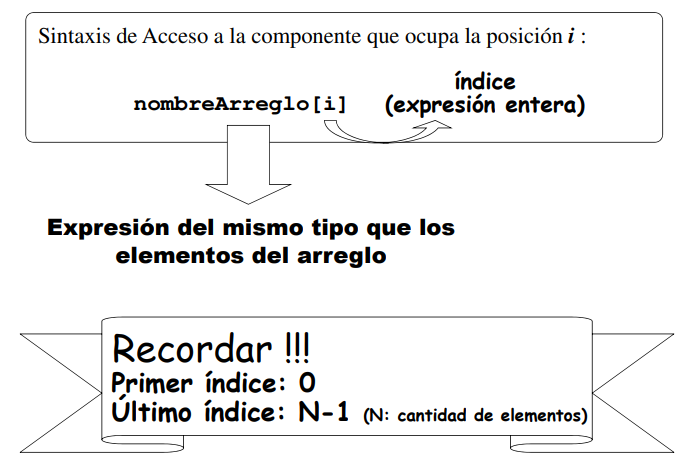 Sintaxis de Acceso a la componente que ocupa la posición i :
índice
nombreArreglo[i] (expresión entera)
Expresión del mismo tipo que los
elementos del arreglo
Recordar !!!
Primer índice: 0
Último índice: N-1 (N: cantidad de elementos)